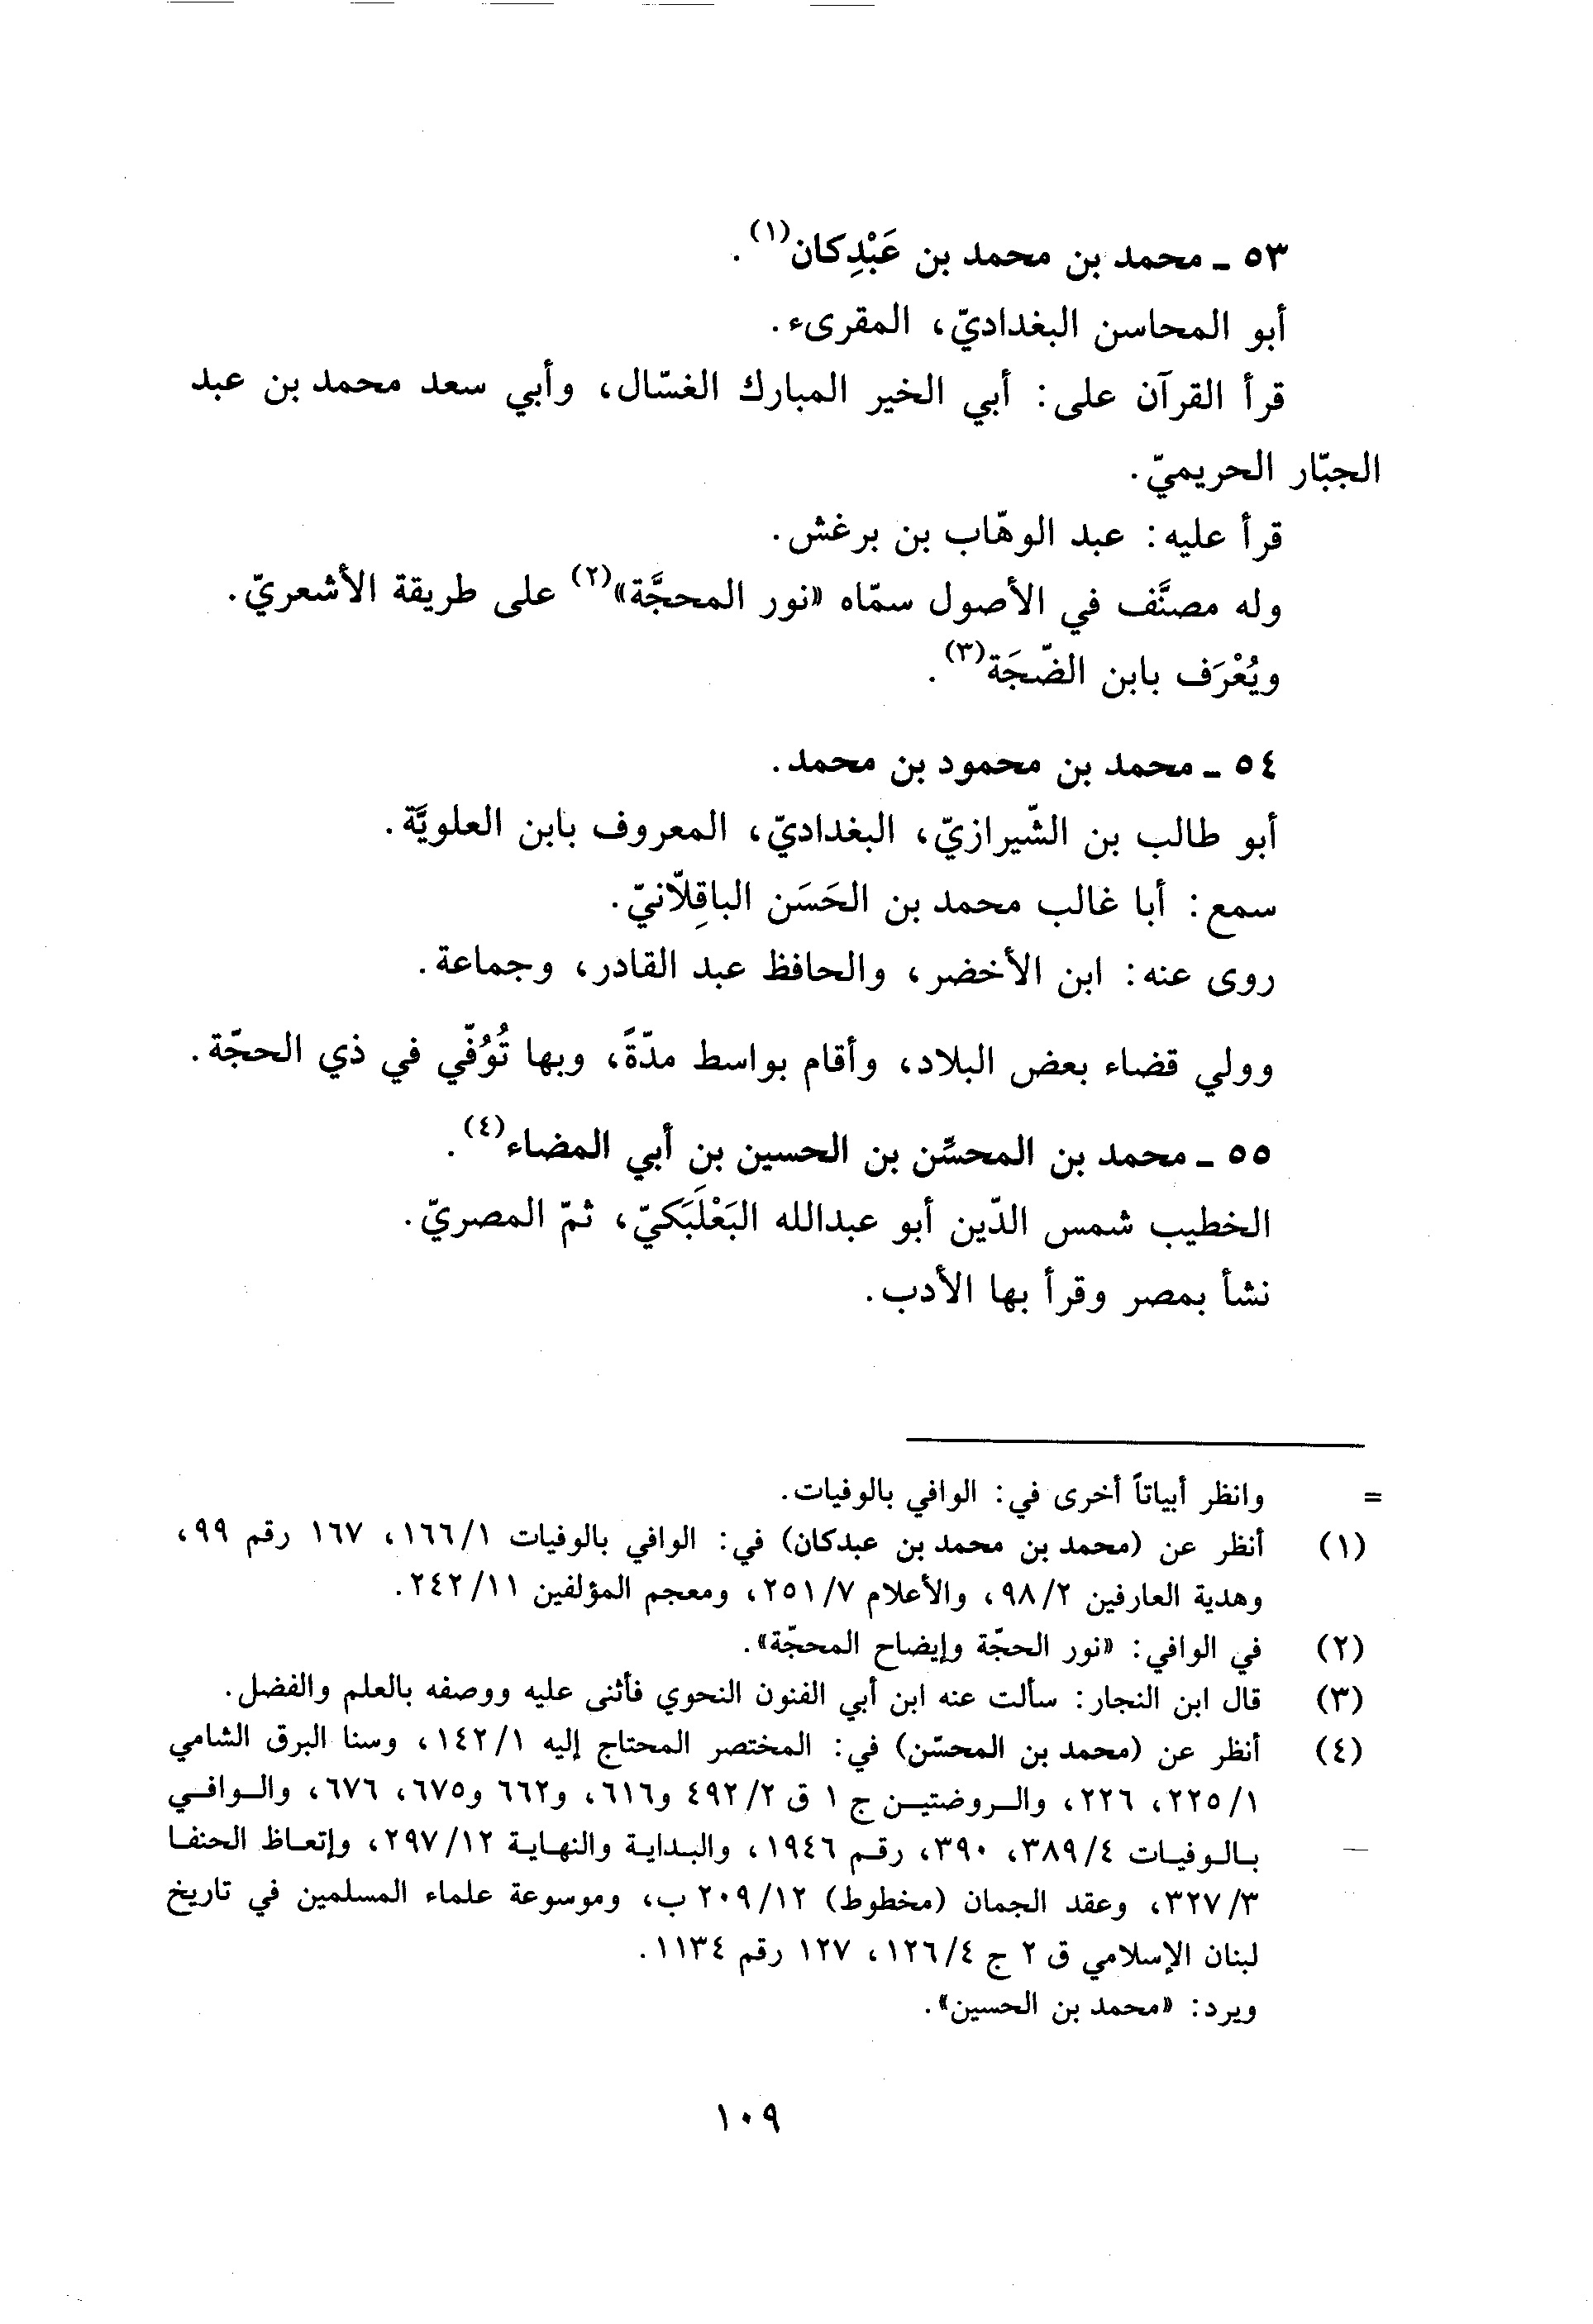 ٥٣ ـ محمد بن محمد بن عَبْدِكان(١).
أبو المحاسن البغداديّ، المقرىء.
قرأ القرآن على: أبي الخير المبارك الغسّال، وأبي سعد محمد بن عبد
الجبّار الحريميّ.
قرأ عليه: عبد الوهّاب بن برغش.
وله مصنَّف في الأصول سمّاه «نور المحجَّة»(٢) على طريقة الأشعريّ.
ويُعْرَف بابن الضّجَة(٣).
٥٤ ـ محمد بن محمود بن محمد.
أبو طالب بن الشّيرازيّ، البغداديّ، المعروف بابن العلويَّة.
سمع: أبا غالب محمد بن الحَسَن الباقِلّانيّ.
روى عنه: ابن الأخضر، والحافظ عبد القادر، وجماعة.
وولي قضاء بعض البلاد، وأقام بواسط مدّةً، وبها تُوُفّي في ذي الحجّة.
٥٥ ـ محمد بن المحسّن بن الحسين بن أبي المضاء(٤).
الخطيب شمس الدّين أبو عبدالله البَعْلَبَكيّ، ثمّ المصريّ.
نشأ بمصر وقرأ بها الأدب.
= وانظر أبياتاً أخرى في: الوافي بالوفيات.
(١) أنظر عن (محمد بن محمد بن عبدكان) في: الوافي بالوفيات ١/١٦٦، ١٦٧ رقم ٩٩،
وهدية العارفين ٢/٩٨، والأعلام ٧/٢٥١، ومعجم المؤلفين ١١/٢٤٢.
(٢) في الوافي: «نور الحجّة وإيضاح المحجّة».
(٣) قال ابن النجار: سألت عنه ابن أبي الفنون النحوي فأثنى عليه ووصفه بالعلم والفضل.
(٤) أنظر عن (محمد بن المحسّن) في: المختصر المحتاج إليه ١/١٤٢، وسنا البرق الشامي
١/٢٢٥، ٢٢٦، والروضتين ج ١ ق ٢/٤٩٢ و٦١٦، و٦٦٢ و٦٧٥، ٦٧٦، والوافي
بالوفيات ٤/٣٨٩، ٣٩٠، رقم ١٩٤٦، والبداية والنهاية ١٢/٢٩٧، وإتعاظ الحنفا
٣/٣٢٧، وعقد الجمان (مخطوط) ١٢/٢٠٩ ب، وموسوعة علماء المسلمين في تاريخ
لبنان الإسلامي ق ٢ ج ٤/١٢٦، ١٢٧ رقم ١١٣٤.
ويرد: «محمد بن الحسين».
١٠٩